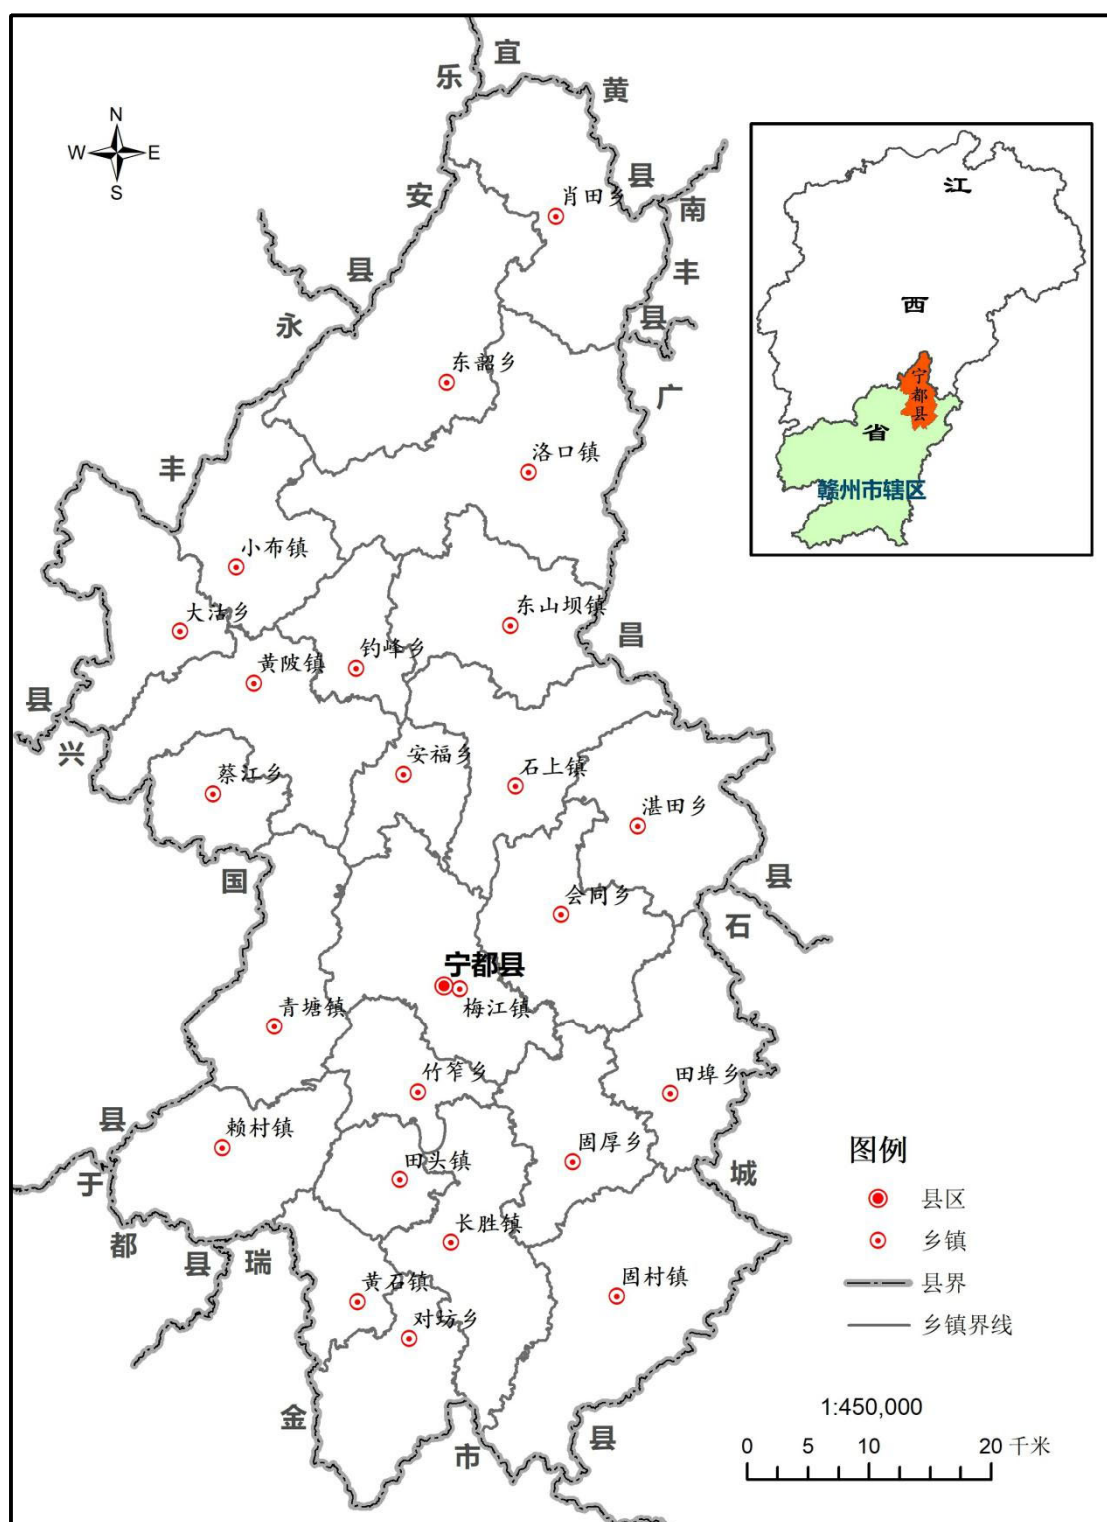 N
W E
S
乐安县
宜黄县
南丰县
永丰县
广昌县
兴国县
石城县
于都县
瑞金市
肖田乡
东韶乡
洛口镇
小布镇
大沽乡
东山坝镇
钓峰乡
黄陂镇
安福乡
石上镇
蔡江乡
湛田乡
会同乡
宁都县
梅江镇
青塘镇
竹笮乡
田埠乡
赖村镇
固厚乡
田头镇
长胜镇
黄石镇
固村镇
对坊乡
江
西
省
宁都县
赣州市辖区
图例
县区
乡镇
县界
乡镇界线
1:450,000
0 5 10 20 千米